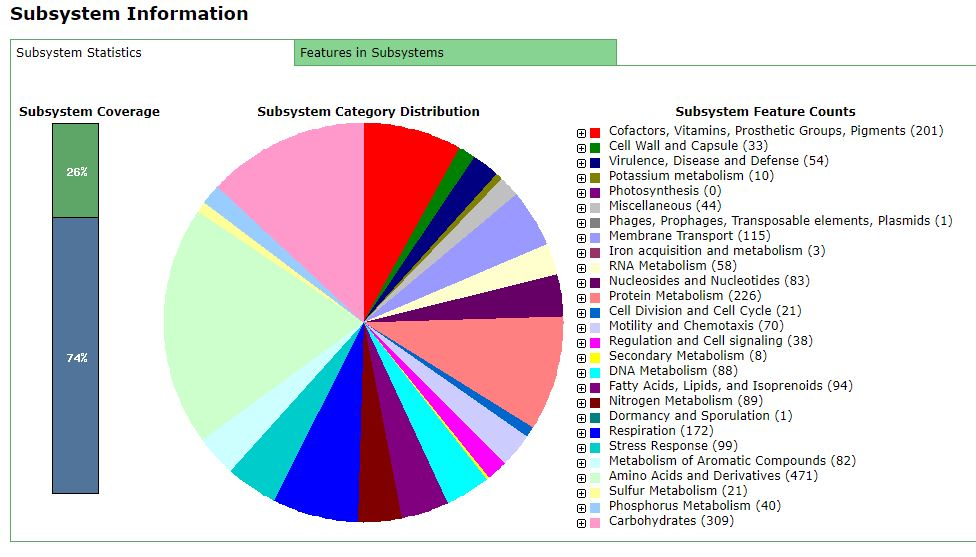 Subsystem Information
Subsystem Statistics
Features in Subsystems
Subsystem Coverage
Subsystem Category Distribution
Subsystem Feature Counts
26%
74%
Cofactors, Vitamins, Prosthetic Groups, Pigments (201)
Cell Wall and Capsule (33)
Virulence, Disease and Defense (54)
Potassium metabolism (10)
Photosynthesis (0)
Miscellaneous (44)
Phages, Prophages, Transposable elements, Plasmids (1)
Membrane Transport (115)
Iron acquisition and metabolism (3)
RNA Metabolism (58)
Nucleosides and Nucleotides (83)
Protein Metabolism (226)
Cell Division and Cell Cycle (21)
Motility and Chemotaxis (70)
Regulation and Cell signaling (38)
Secondary Metabolism (8)
DNA Metabolism (88)
Fatty Acids, Lipids, and Isoprenoids (94)
Nitrogen Metabolism (89)
Dormancy and Sporulation (1)
Respiration (172)
Stress Response (99)
Metabolism of Aromatic Compounds (82)
Amino Acids and Derivatives (471)
Sulfur Metabolism (21)
Phosphorus Metabolism (40)
Carbohydrates (309)